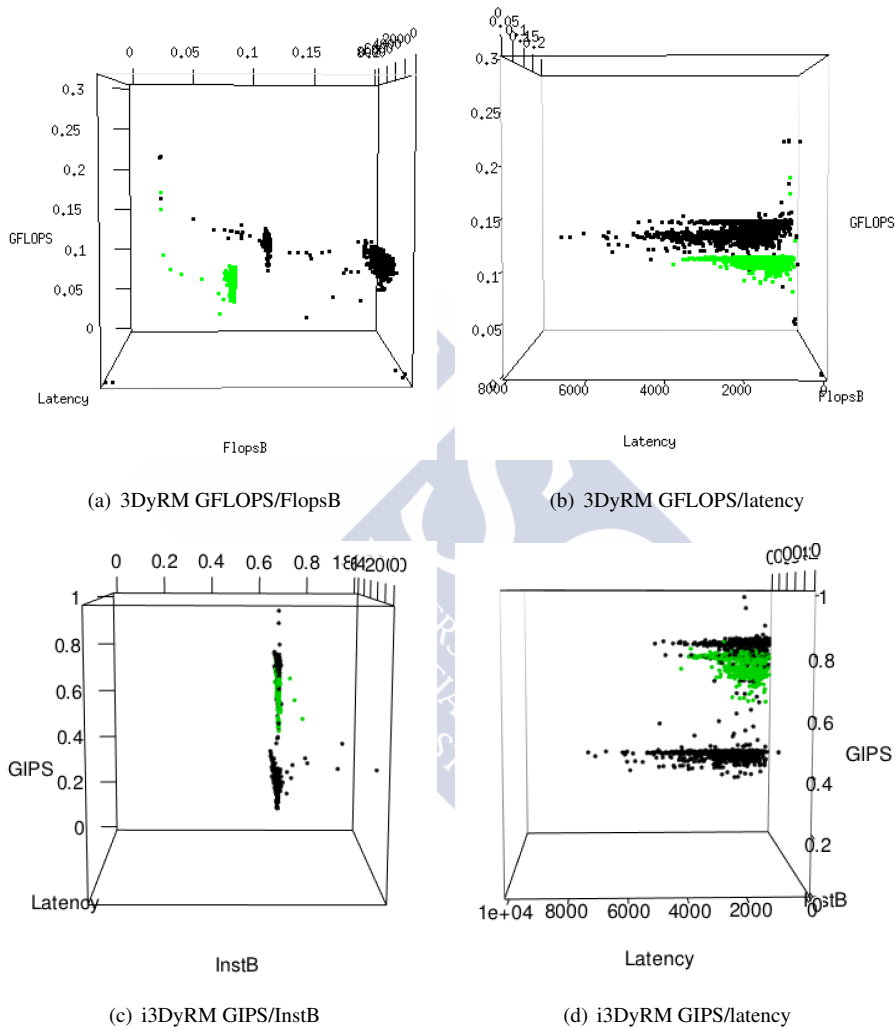 0 0.05 0.1 0.15
0.3
0.25
0.2
0.15
GFLOPS
0.1
0.05
0
Latency
FlopsB
0
0.05
0.1
0.15
0.2
0.3
0.25
0.2
GFLOPS
0.15
0.1
0.05
0
8000 6000 4000 2000 0
FlopsB
Latency
(a) 3DyRM GFLOPS/FlopsB
(b) 3DyRM GFLOPS/latency
0 0.2 0.4 0.6 0.8
1
0.8
0.6
0.4
GIPS
0.2
0
Latency
InstB
1
0.8
0.6
GIPS
0.4
0.2
1e+04 8000 6000 4000 2000 0
Latency
(c) i3DyRM GIPS/InstB
(d) i3DyRM GIPS/latency